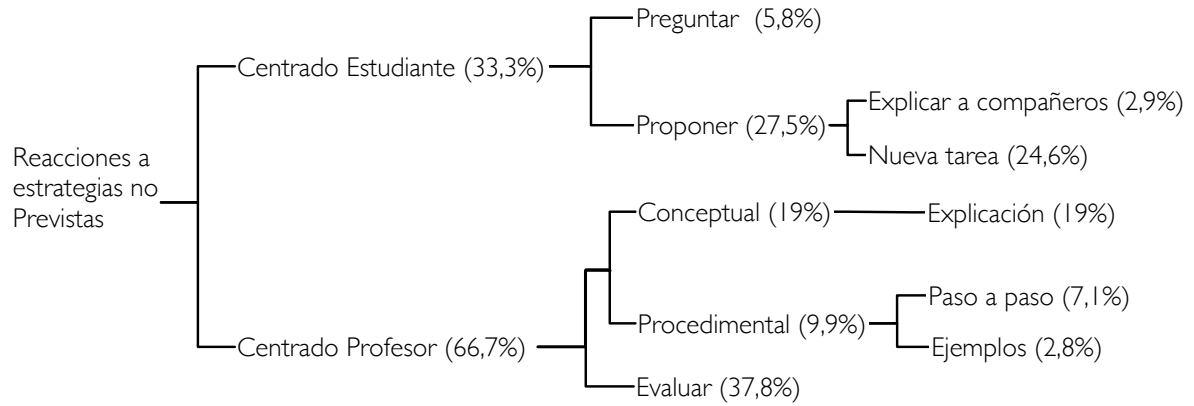 Reacciones a
estrategias no
Previstas
Centrado Estudiante (33,3%)
Preguntar (5,8%)
Proponer (27,5%)
Explicar a compañeros (2,9%)
Nueva tarea (24,6%)
Centrado Profesor (66,7%)
Conceptual (19%)
Explicación (19%)
Procedimental (9,9%)
Paso a paso (7,1%)
Ejemplos (2,8%)
Evaluar (37,8%)